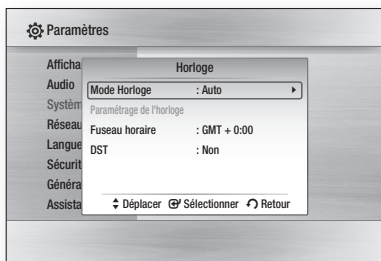 Paramètres
Afficha
Audio
Systèm
Réseau
Langue
Sécurit
Généra
Assista
Horloge
Mode Horloge : Auto
Paramétrage de l'horloge
Fuseau horaire : GMT + 0:00
DST : Non
Déplacer Sélectionner Retour